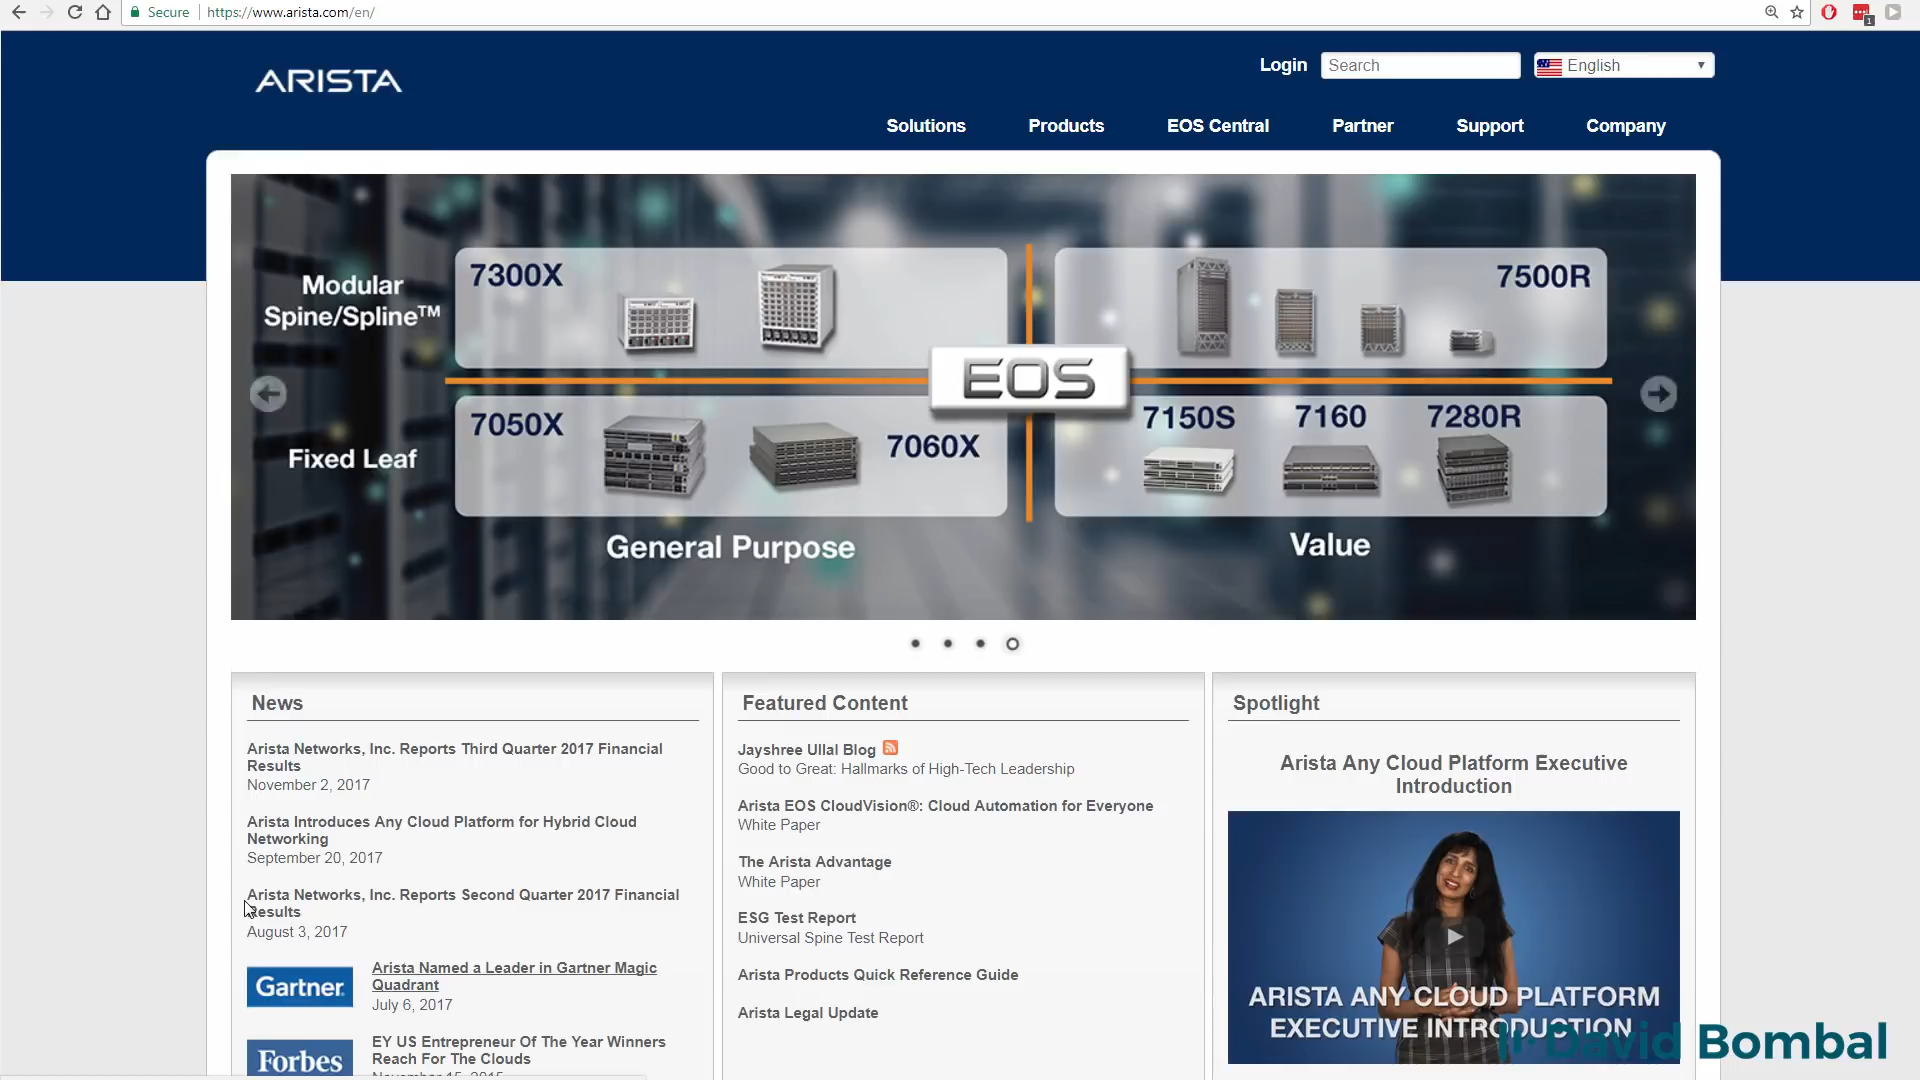 Secure https://www.arista.com/en/
1
ARISTA
Login Search English
Solutions Products EOS Central Partner Support Company
Modular
Spine/Spline™
7300X
7500R
EOS
Fixed Leaf
7050X
7060X
7150S 7160 7280R
General Purpose
Value
News
Arista Networks, Inc. Reports Third Quarter 2017 Financial
Results
November 2, 2017
Arista Introduces Any Cloud Platform for Hybrid Cloud
Networking
September 20, 2017
Arista Networks, Inc. Reports Second Quarter 2017 Financial
Results
August 3, 2017
Gartner
Arista Named a Leader in Gartner Magic
Quadrant
July 6, 2017
Forbes
EY US Entrepreneur Of The Year Winners
Reach For The Clouds
November 15, 2015
Featured Content
Jayshree Ullal Blog
Good to Great: Hallmarks of High-Tech Leadership
Arista EOS CloudVision®: Cloud Automation for Everyone
White Paper
The Arista Advantage
White Paper
ESG Test Report
Universal Spine Test Report
Arista Products Quick Reference Guide
Arista Legal Update
Spotlight
Arista Any Cloud Platform Executive
Introduction
ARISTA ANY CLOUD PLATFORM
EXECUTIVE INTRODUCTION
David Bombal